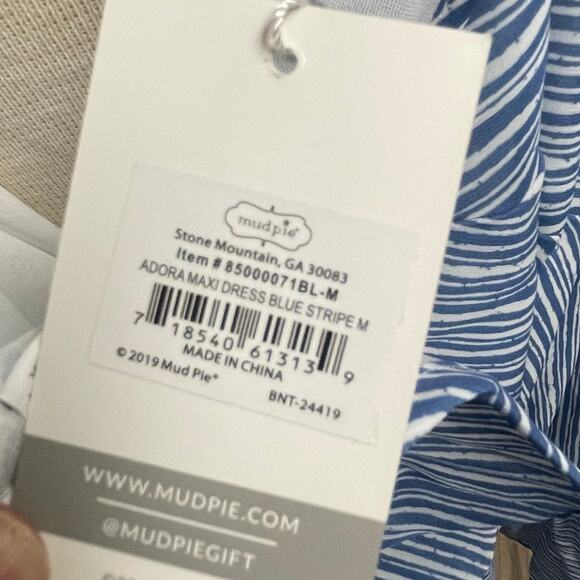 mudpie
Stone Mountain, GA 30083
Item # 85000071BL-M
ADORA MAXI DRESS BLUE STRIPE M
7 18540 61313 9
MADE IN CHINA
© 2019 Mud Pie®
BNT-24419
WWW.MUDPIE.COM
@MUDPIEGIFT